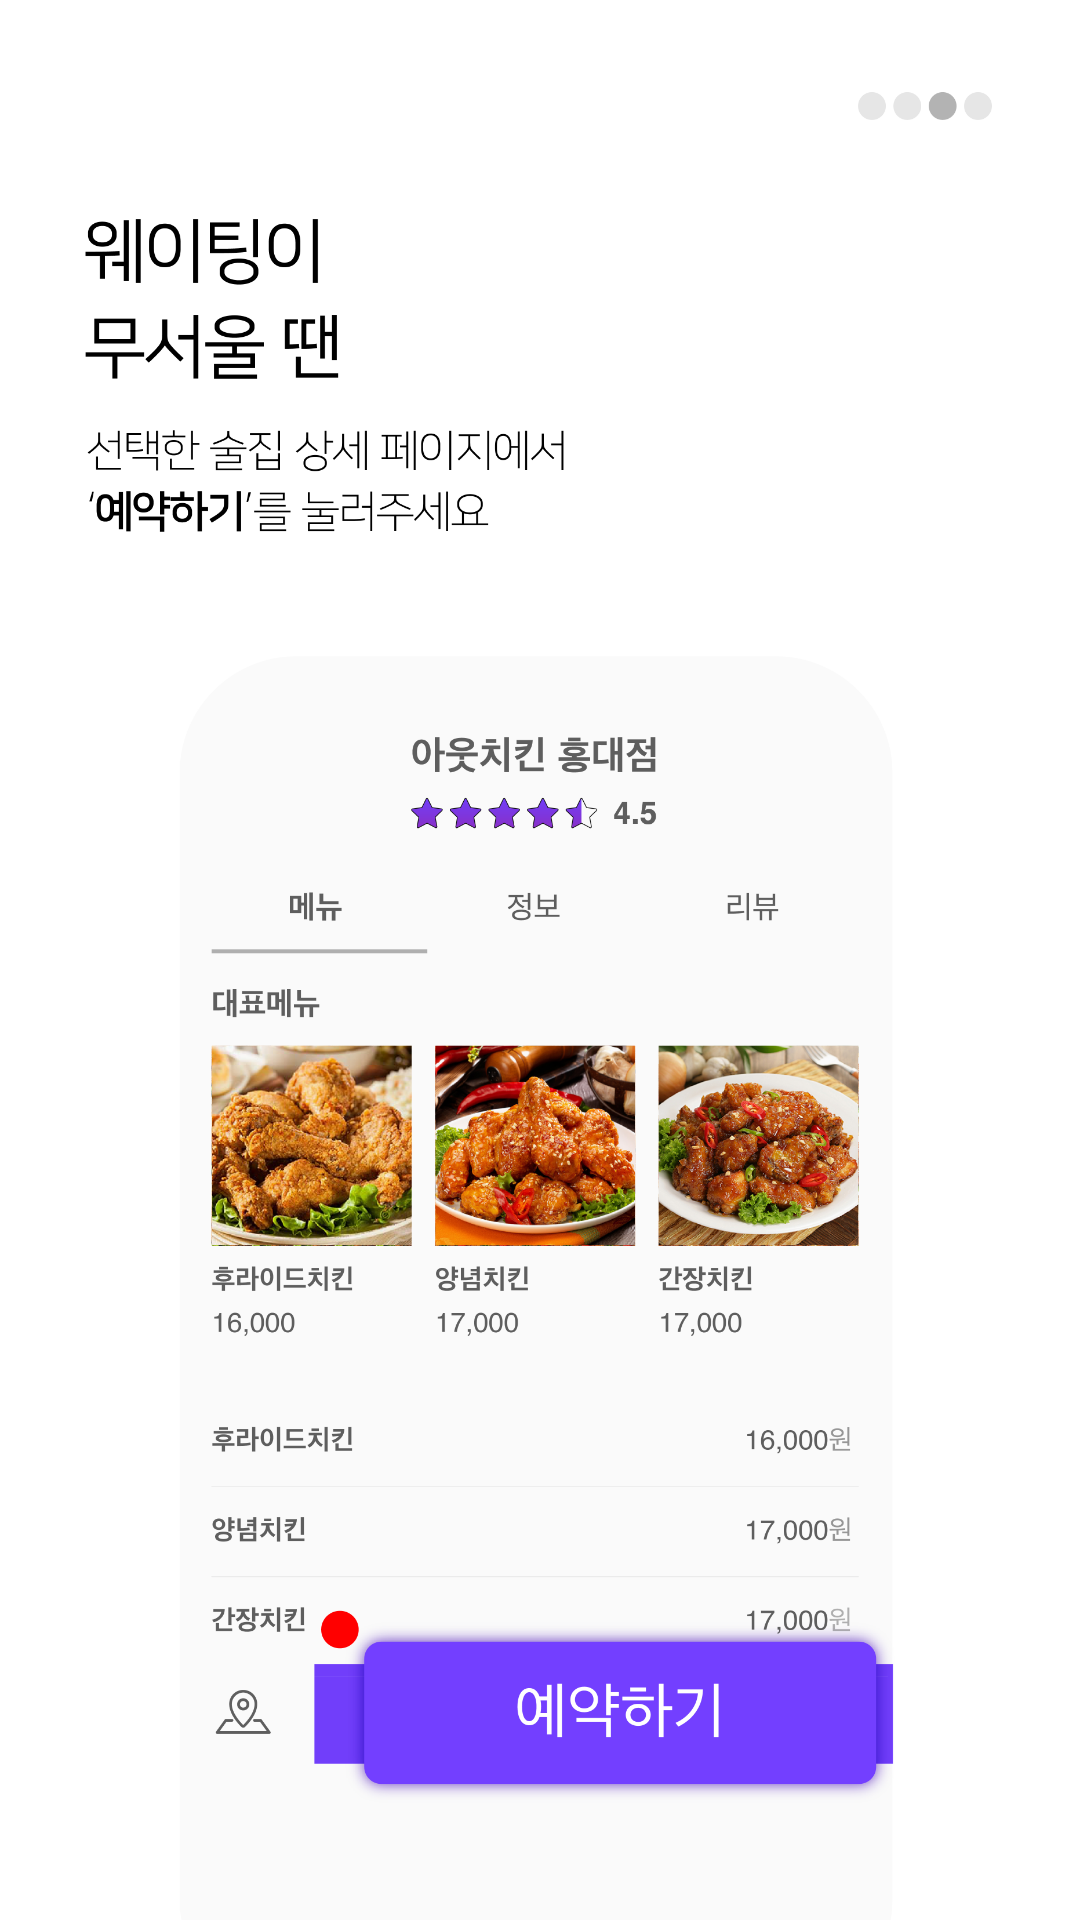 웨이팅이
무서울 땐
선택한 술집 상세 페이지에서
‘예약하기’를 눌러주세요
아웃치킨 홍대점
4.5
메뉴 정보 리뷰
대표메뉴
후라이드치킨 양념치킨 간장치킨
16,000 17,000 17,000
후라이드치킨 16,000원
양념치킨 17,000원
간장치킨 17,000원
예약하기